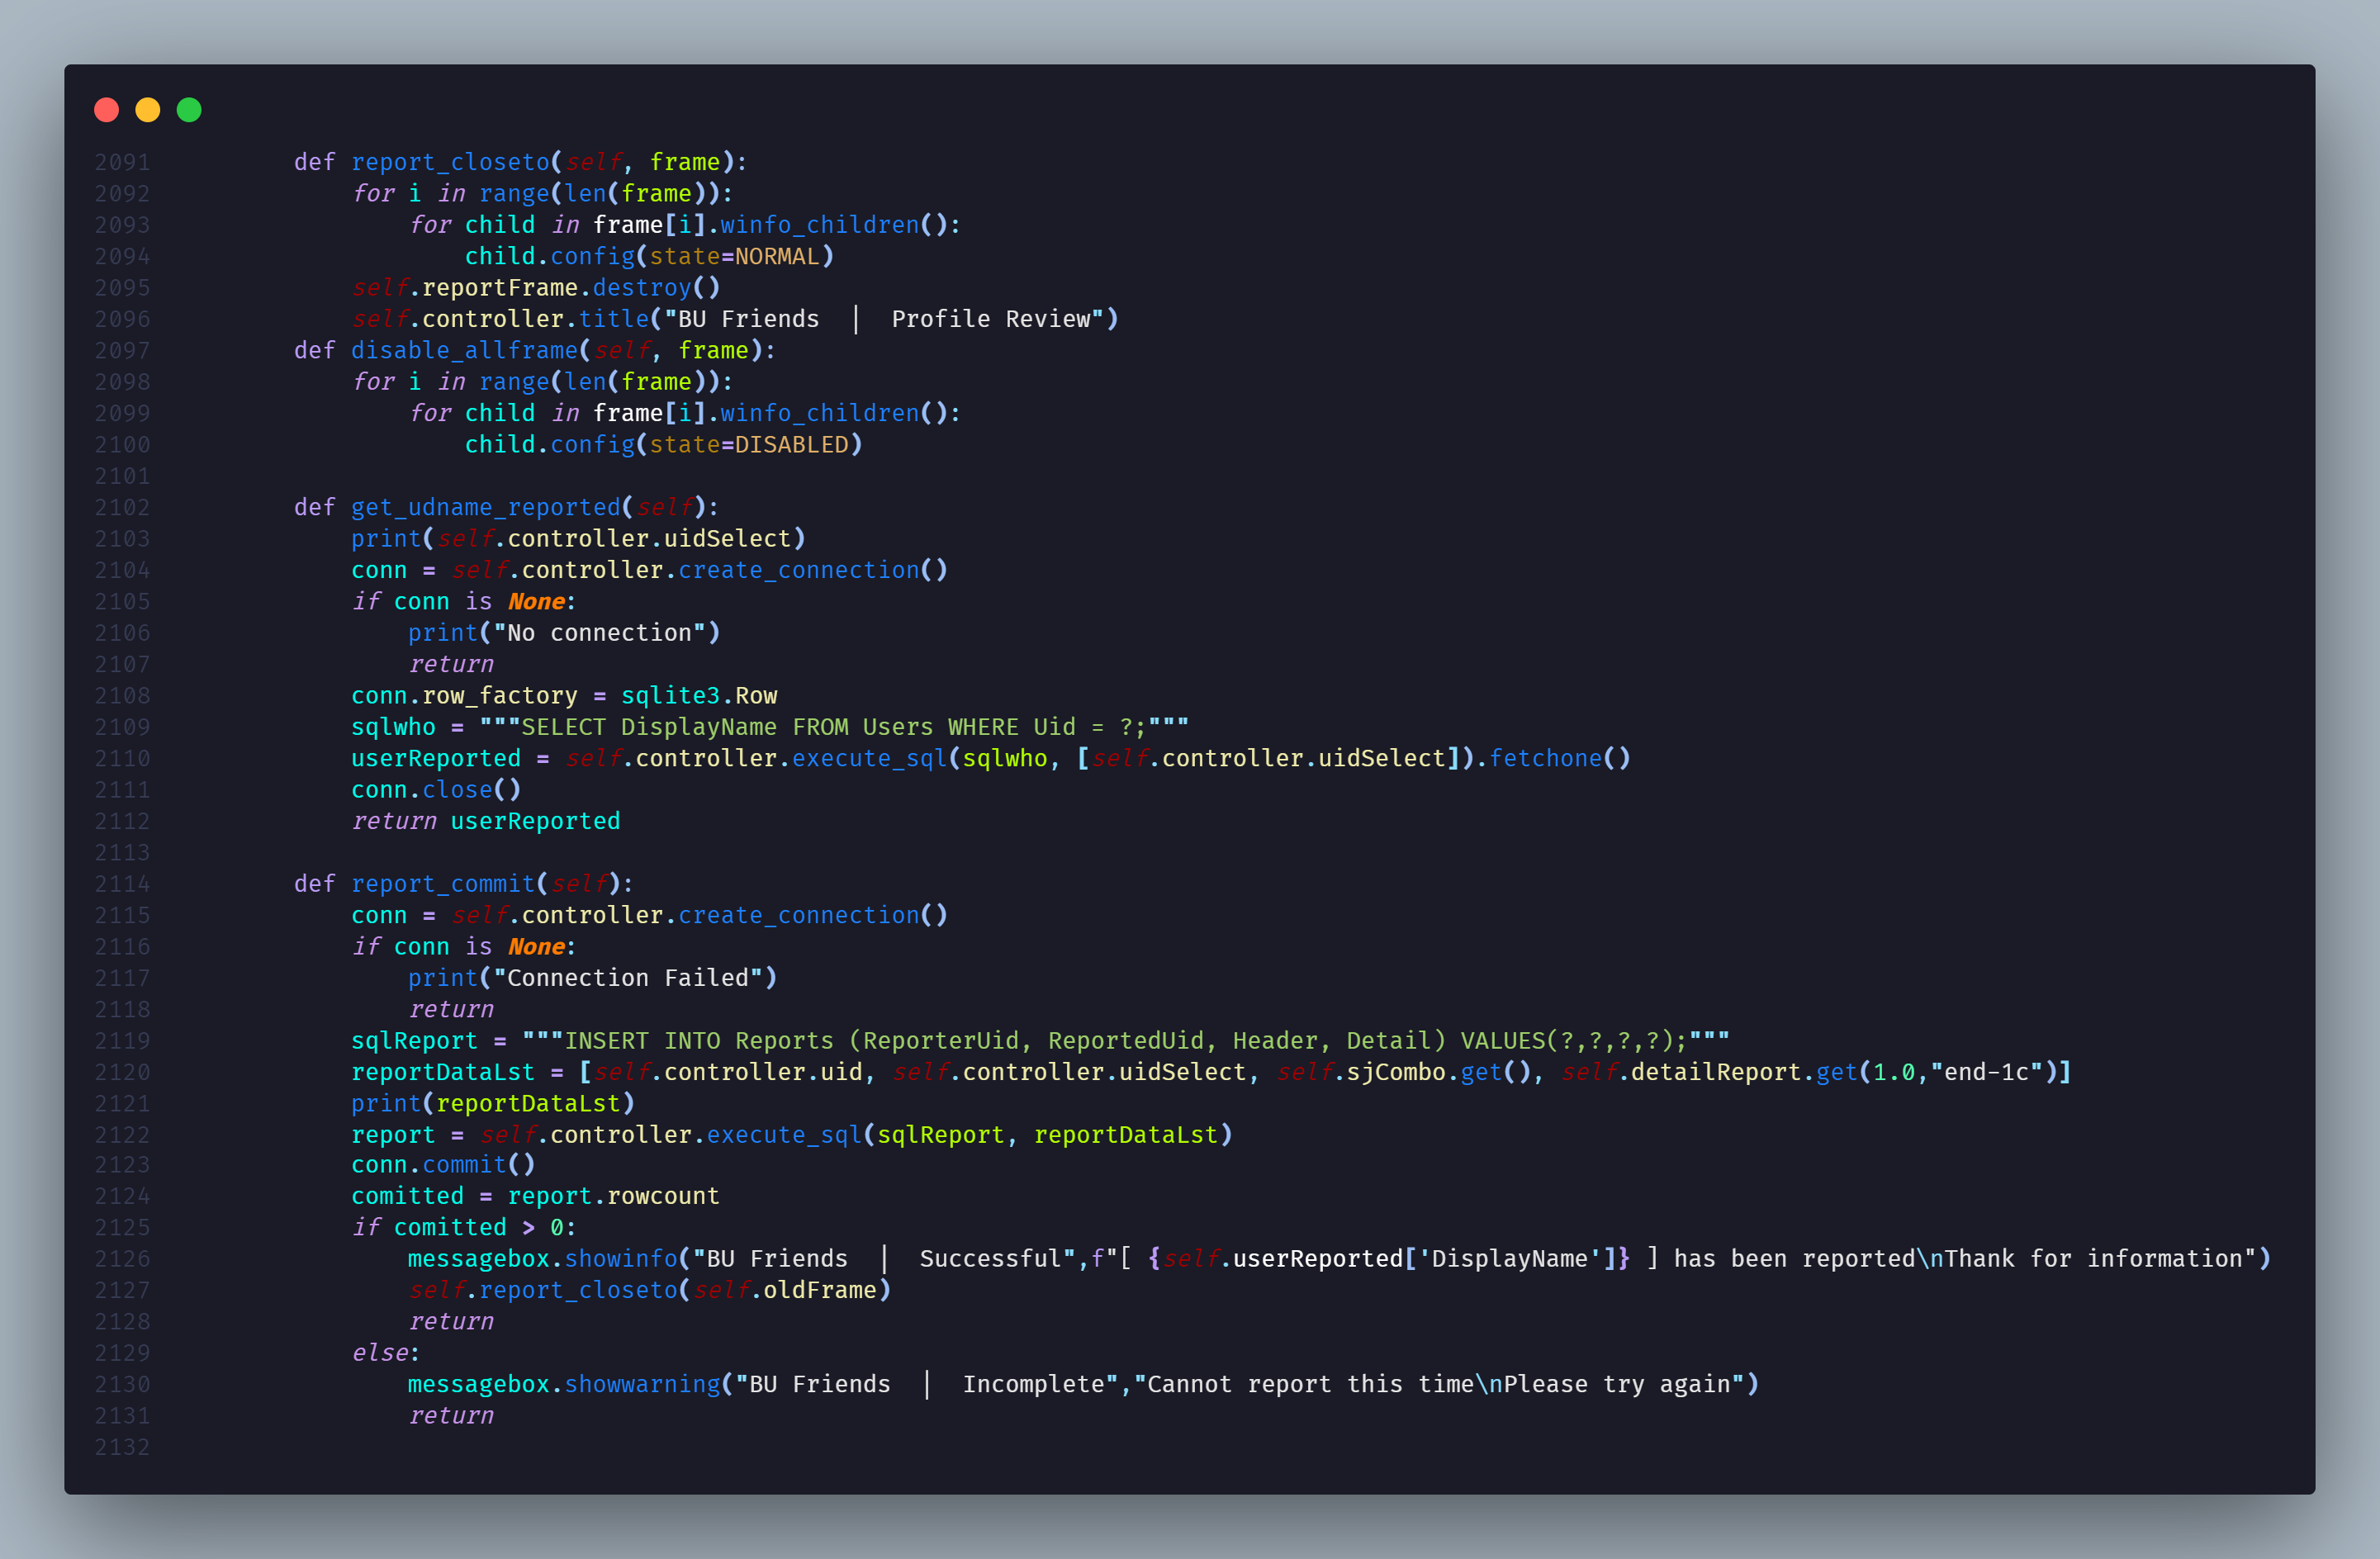 2091 def report_closeto(self, frame):
2092 for i in range(len(frame)):
2093 for child in frame[i].winfo_children():
2094 child.config(state=NORMAL)
2095 self.reportFrame.destroy()
2096 self.controller.title("BU Friends  |  Profile Review")
2097 def disable_allframe(self, frame):
2098 for i in range(len(frame)):
2099 for child in frame[i].winfo_children():
2100 child.config(state=DISABLED)
2101
2102 def get_udname_reported(self):
2103 print(self.controller.uidSelect)
2104 conn = self.controller.create_connection()
2105 if conn is None:
2106 print("No connection")
2107 return
2108 conn.row_factory = sqlite3.Row
2109 sqlwho = """SELECT DisplayName FROM Users WHERE Uid = ?;"""
2110 userReported = self.controller.execute_sql(sqlwho, [self.controller.uidSelect]).fetchone()
2111 conn.close()
2112 return userReported
2113
2114 def report_commit(self):
2115 conn = self.controller.create_connection()
2116 if conn is None:
2117 print("Connection Failed")
2118 return
2119 sqlReport = """INSERT INTO Reports (ReporterUid, ReportedUid, Header, Detail) VALUES(?,?,?,?);"""
2120 reportDataLst = [self.controller.uid, self.controller.uidSelect, self.sjCombo.get(), self.detailReport.get(1.0,"end-1c")]
2121 print(reportDataLst)
2122 report = self.controller.execute_sql(sqlReport, reportDataLst)
2123 conn.commit()
2124 comitted = report.rowcount
2125 if comitted > 0:
2126 messagebox.showinfo("BU Friends  |  Successful",f"[ {self.userReported['DisplayName']} ] has been reported\nThank for information")
2127 self.report_closeto(self.oldFrame)
2128 return
2129 else:
2130 messagebox.showwarning("BU Friends  |  Incomplete","Cannot report this time\nPlease try again")
2131 return
2132